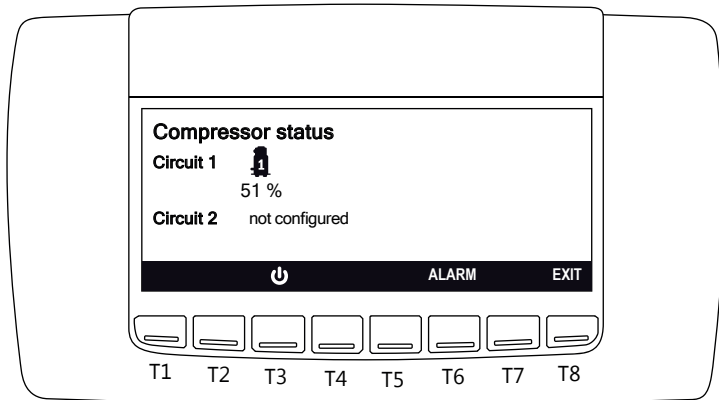 Compressor status
Circuit 1 1
51 %
Circuit 2 not configured
ALARM EXIT
T1 T2 T3 T4 T5 T6 T7 T8